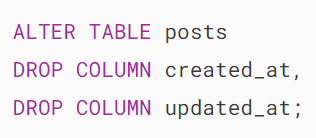 ALTER TABLE posts
DROP COLUMN created_at,
DROP COLUMN updated_at;